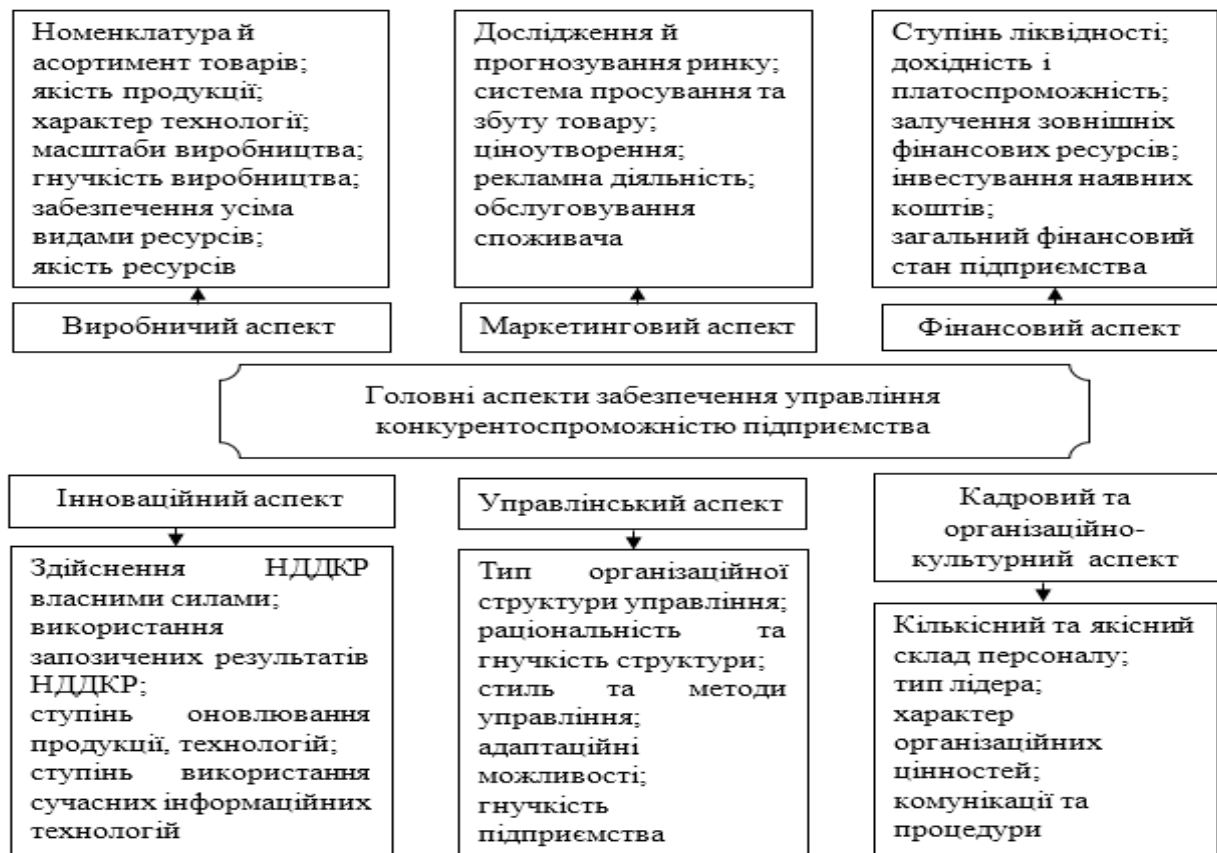 Номенклатура й
асортимент товарів;
якість продукції;
характер технології;
масштаби виробництва;
гнучкість виробництва;
забезпечення усіма
видами ресурсів;
якість ресурсів
Дослідження й
прогнозування ринку;
система просування та
збуту товару;
ціноутворення;
рекламна діяльність;
обслуговування
споживача
Ступінь ліквідності;
дохідність і
платоспроможність;
залучення зовнішніх
фінансових ресурсів;
інвестування наявних
коштів;
загальний фінансовий
стан підприємства
Виробничий аспект
Маркетинговий аспект
Фінансовий аспект
Головні аспекти забезпечення управління
конкурентоспроможністю підприємства
Інноваційний аспект
Управлінський аспект
Кадровий та
організаційно-
культурний аспект
Здійснення НДДКР
власними силами;
використання
запозичених результатів
НДДКР;
ступінь оновлювання
продукції, технологій;
ступінь використання
сучасних інформаційних
технологій
Тип організаційної
структури управління;
раціональність та
гнучкість структури;
стиль та методи
управління;
адаптаційні
можливості;
гнучкість
підприємства
Кількісний та якісний
склад персоналу;
тип лідера;
характер
організаційних
цінностей;
комунікації та
процедури